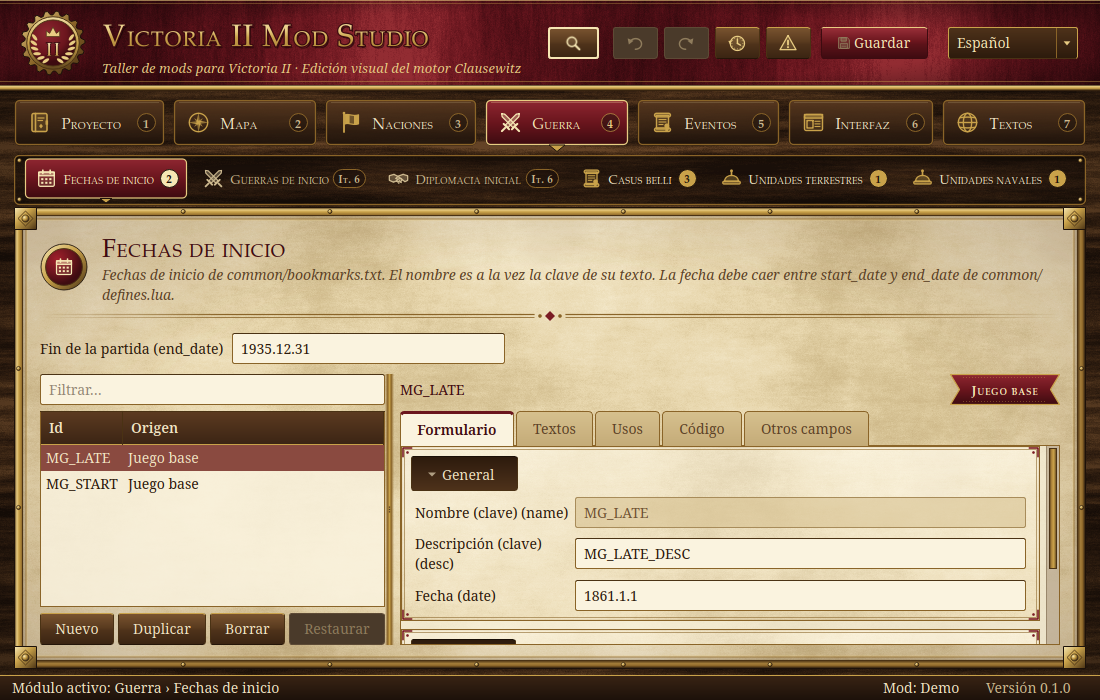 II
Victoria II Mod Studio
Taller de mods para Victoria II · Edición visual del motor Clausewitz
Guardar
Español
Proyecto 1
Mapa 2
Naciones 3
Guerra 4
Eventos 5
Interfaz 6
Textos 7
Fechas de inicio 2
Guerras de inicio It. 6
Diplomacia inicial It. 6
Casus belli 3
Unidades terrestres 1
Unidades navales 1
Fechas de inicio
Fechas de inicio de common/bookmarks.txt. El nombre es a la vez la clave de su texto. La fecha debe caer entre start_date y end_date de common/
defines.lua.
Fin de la partida (end_date) 1935.12.31
Filtrar...
MG_LATE
Juego base
Id Origen
MG_LATE Juego base
MG_START Juego base
Formulario Textos Usos Código Otros campos
General
Nombre (clave) (name) MG_LATE
Descripción (clave)
(desc) MG_LATE_DESC
Fecha (date) 1861.1.1
Nuevo Duplicar Borrar Restaurar
Módulo activo: Guerra › Fechas de inicio
Mod: Demo
Versión 0.1.0